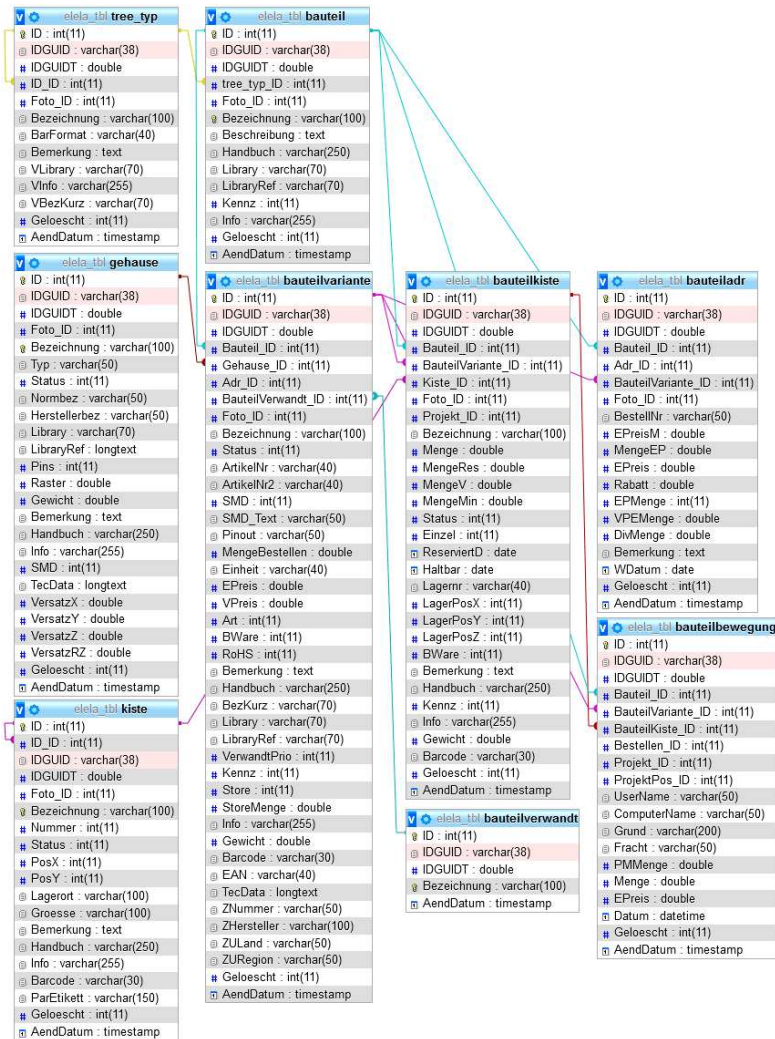 elela_tbl tree_typ
ID : int(11)
IDGUID : varchar(38)
IDGUIDT : double
ID_ID : int(11)
Foto_ID : int(11)
Bezeichnung : varchar(100)
BarFormat : varchar(40)
Bemerkung : text
VLibrary : varchar(70)
VInfo : varchar(255)
VBezKurz : varchar(70)
Geloescht : int(11)
AendDatum : timestamp
elela_tbl bauteil
ID : int(11)
IDGUID : varchar(38)
IDGUIDT : double
tree_typ_ID : int(11)
Foto_ID : int(11)
Bezeichnung : varchar(100)
Beschreibung : text
Handbuch : varchar(250)
Library : varchar(70)
LibraryRef : varchar(70)
Kennz : int(11)
Info : varchar(255)
Geloescht : int(11)
AendDatum : timestamp
elela_tbl gehause
ID : int(11)
IDGUID : varchar(38)
IDGUIDT : double
Foto_ID : int(11)
Bezeichnung : varchar(100)
Typ : varchar(50)
Status : int(11)
Normbez : varchar(50)
Herstellerbez : varchar(50)
Library : varchar(70)
LibraryRef : longtext
Pins : int(11)
Raster : double
Gewicht : double
Bemerkung : text
Handbuch : varchar(250)
Info : varchar(255)
SMD : int(11)
TecData : longtext
VersatzX : double
VersatzY : double
VersatzZ : double
VersatzRZ : double
Geloescht : int(11)
AendDatum : timestamp
elela_tbl bauteilvariante
ID : int(11)
IDGUID : varchar(38)
IDGUIDT : double
Bauteil_ID : int(11)
Gehause_ID : int(11)
Adr_ID : int(11)
BauteilVerwandt_ID : int(11)
Foto_ID : int(11)
Bezeichnung : varchar(100)
Status : int(11)
ArtikelNr : varchar(40)
ArtikelNr2 : varchar(40)
SMD : int(11)
SMD_Text : varchar(50)
Pinout : varchar(50)
MengeBestellen : double
Einheit : varchar(40)
EPreis : double
VPreis : double
Art : int(11)
BWare : int(11)
RoHS : int(11)
Bemerkung : text
Handbuch : varchar(250)
BezKurz : varchar(70)
Library : varchar(70)
LibraryRef : varchar(70)
VerwandtPrio : int(11)
Kennz : int(11)
Store : int(11)
StoreMenge : double
Info : varchar(255)
Gewicht : double
Barcode : varchar(30)
EAN : varchar(40)
TecData : longtext
ZNummer : varchar(50)
ZHersteller : varchar(100)
ZULand : varchar(50)
ZURegion : varchar(50)
Geloescht : int(11)
AendDatum : timestamp
elela_tbl bauteilkiste
ID : int(11)
IDGUID : varchar(38)
IDGUIDT : double
Bauteil_ID : int(11)
BauteilVariante_ID : int(11)
Kiste_ID : int(11)
Foto_ID : int(11)
Projekt_ID : int(11)
Bezeichnung : varchar(100)
Menge : double
MengeRes : double
MengeV : double
MengeMin : double
Status : int(11)
Einzel : int(11)
ReserviertD : date
Haltbar : date
Lagernr : varchar(40)
LagerPosX : int(11)
LagerPosY : int(11)
LagerPosZ : int(11)
BWare : int(11)
Bemerkung : text
Handbuch : varchar(250)
Kennz : int(11)
Info : varchar(255)
Gewicht : double
Barcode : varchar(30)
Geloescht : int(11)
AendDatum : timestamp
elela_tbl bauteiladr
ID : int(11)
IDGUID : varchar(38)
IDGUIDT : double
Bauteil_ID : int(11)
Adr_ID : int(11)
BauteilVariante_ID : int(11)
Foto_ID : int(11)
BestellNr : varchar(50)
EPreisM : double
MengeEP : double
EPreis : double
Rabatt : double
EPMenge : int(11)
VPEMenge : double
DivMenge : double
Bemerkung : text
WDatum : date
Geloescht : int(11)
AendDatum : timestamp
elela_tbl bauteilbewegung
ID : int(11)
IDGUID : varchar(38)
IDGUIDT : double
Bauteil_ID : int(11)
BauteilVariante_ID : int(11)
BauteilKiste_ID : int(11)
Bestellen_ID : int(11)
Projekt_ID : int(11)
ProjektPos_ID : int(11)
UserName : varchar(50)
ComputerName : varchar(50)
Grund : varchar(200)
Fracht : varchar(50)
PMMenge : double
Menge : double
EPreis : double
Datum : datetime
Geloescht : int(11)
AendDatum : timestamp
elela_tbl kiste
ID : int(11)
ID_ID : int(11)
IDGUID : varchar(38)
IDGUIDT : double
Foto_ID : int(11)
Bezeichnung : varchar(100)
Nummer : int(11)
Status : int(11)
PosX : int(11)
PosY : int(11)
Lagerort : varchar(100)
Groesse : varchar(100)
Bemerkung : text
Handbuch : varchar(250)
Info : varchar(255)
Barcode : varchar(30)
ParEtikett : varchar(150)
Geloescht : int(11)
AendDatum : timestamp
elela_tbl bauteilverwandt
ID : int(11)
IDGUID : varchar(38)
IDGUIDT : double
Bezeichnung : varchar(100)
AendDatum : timestamp